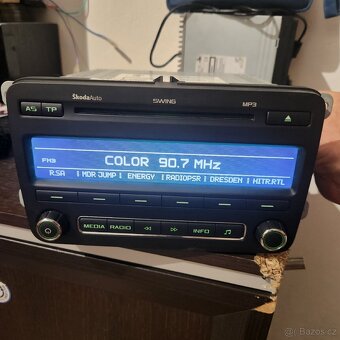 ŠkodaAuto SWING MP3
AS TP
FM3 COLOR 90.7 MHz
R.SA MDR JUMP ENERGY RADIOPSR DRESDEN HITR.RTL
MEDIA RADIO INFO
Bazos.cz